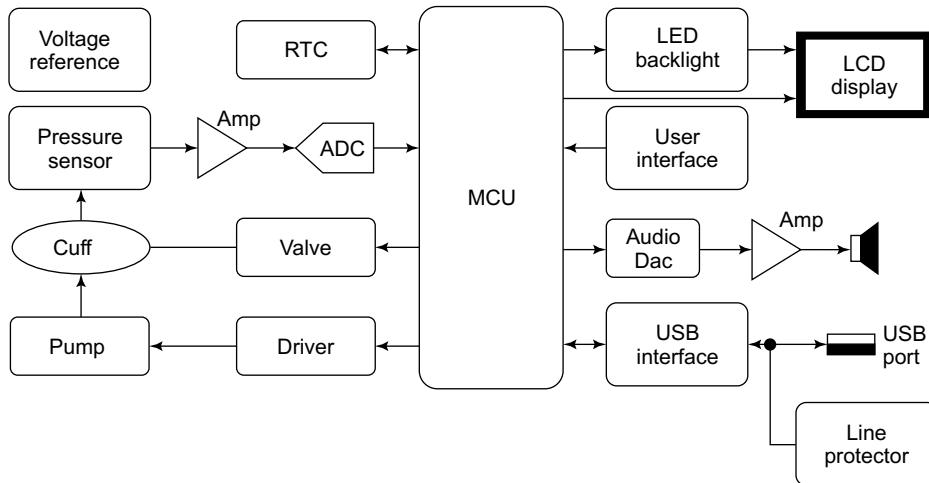 Voltage
reference
RTC
LED
backlight
LCD
display
Pressure
sensor
Amp
ADC
User
interface
MCU
Cuff
Valve
Audio
Dac
Amp
Pump
Driver
USB
interface
USB
port
Line
protector